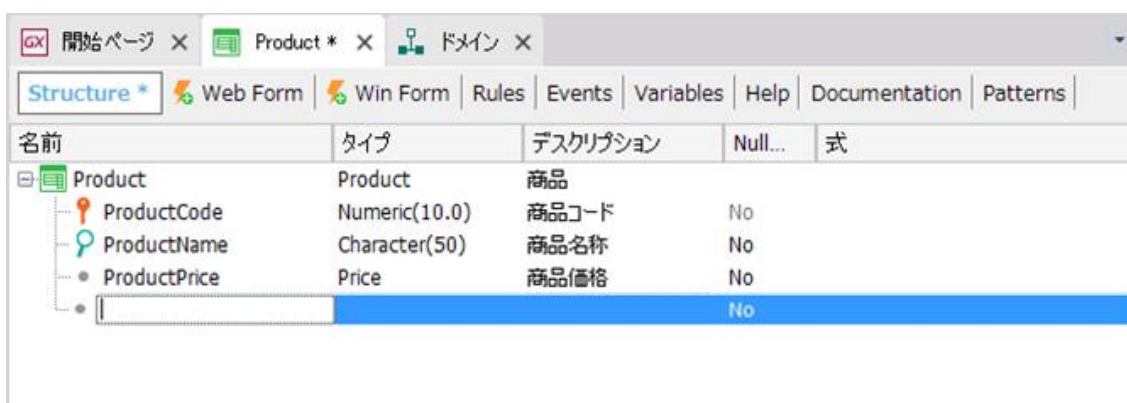 GX 開始ページ × Product * × ドメイン ×
Structure * Web Form Win Form Rules Events Variables Help Documentation Patterns
名前 タイプ デスクリプション Null... 式
Product Product 商品
ProductCode Numeric(10.0) 商品コード No
ProductName Character(50) 商品名称 No
ProductPrice Price 商品価格 No
No